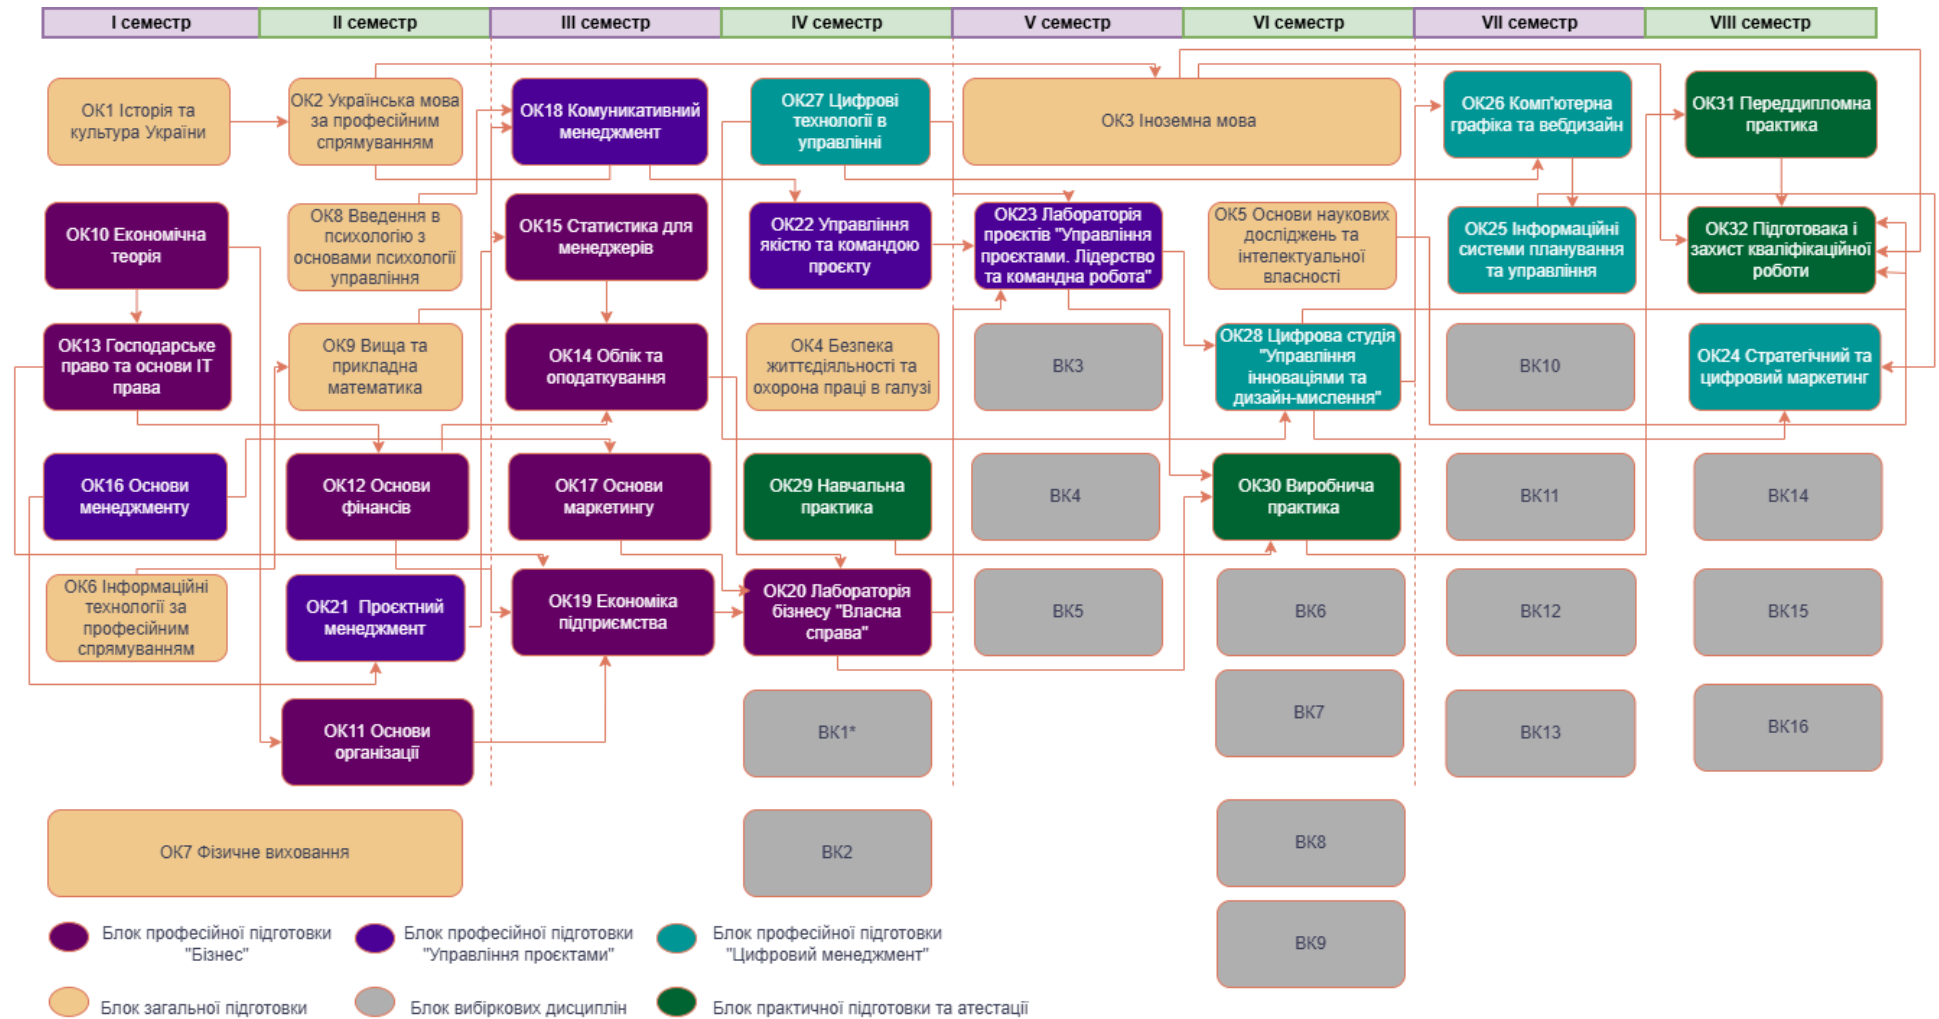 I семестр
II семестр
III семестр
IV семестр
V семестр
VI семестр
VII семестр
VIII семестр
ОК1 Історія та
культура України
ОК2 Українська мова
за професійним
спрямуванням
ОК18 Комуникативний
менеджмент
ОК27 Цифрові
технології в
управлінні
ОК3 Іноземна мова
ОК26 Комп'ютерна
графіка та вебдизайн
ОК31 Переддипломна
практика
ОК10 Економічна
теорія
ОК8 Введення в
психологію з
основами психології
управління
ОК15 Статистика для
менеджерів
ОК22 Управління
якістю та командою
проєкту
ОК23 Лабораторія
проєктів "Управління
проєктами. Лідерство
та командна робота"
ОК5 Основи наукових
досліджень та
інтелектуальної
власності
ОК25 Інформаційні
системи планування
та управління
ОК32 Підготовака і
захист кваліфікаційної
роботи
ОК13 Господарське
право та основи IT
права
ОК9 Вища та
прикладна
математика
ОК14 Облік та
оподаткування
ОК4 Безпека
життєдіяльності та
охорона праці в галузі
ВК3
ОК28 Цифрова студія
"Управління
інноваціями та
дизайн-мислення"
ВК10
ОК24 Стратегічний та
цифровий маркетинг
ОК16 Основи
менеджменту
ОК12 Основи
фінансів
ОК17 Основи
маркетингу
ОК29 Навчальна
практика
ВК4
ОК30 Виробнича
практика
ВК11
ВК14
ОК6 Інформаційні
технології за
професійним
спрямуванням
ОК21 Проєктний
менеджмент
ОК19 Економіка
підприємства
ОК20 Лабораторія
бізнесу "Власна
справа"
ВК5
ВК6
ВК12
ВК15
ОК11 Основи
організації
ВК1*
ВК7
ВК13
ВК16
ОК7 Фізичне виховання
ВК2
ВК8
ВК9
Блок професійної підготовки
"Бізнес"
Блок професійної підготовки
"Управління проєктами"
Блок професійної підготовки
"Цифровий менеджмент"
Блок загальної підготовки
Блок вибіркових дисциплін
Блок практичної підготовки та атестації